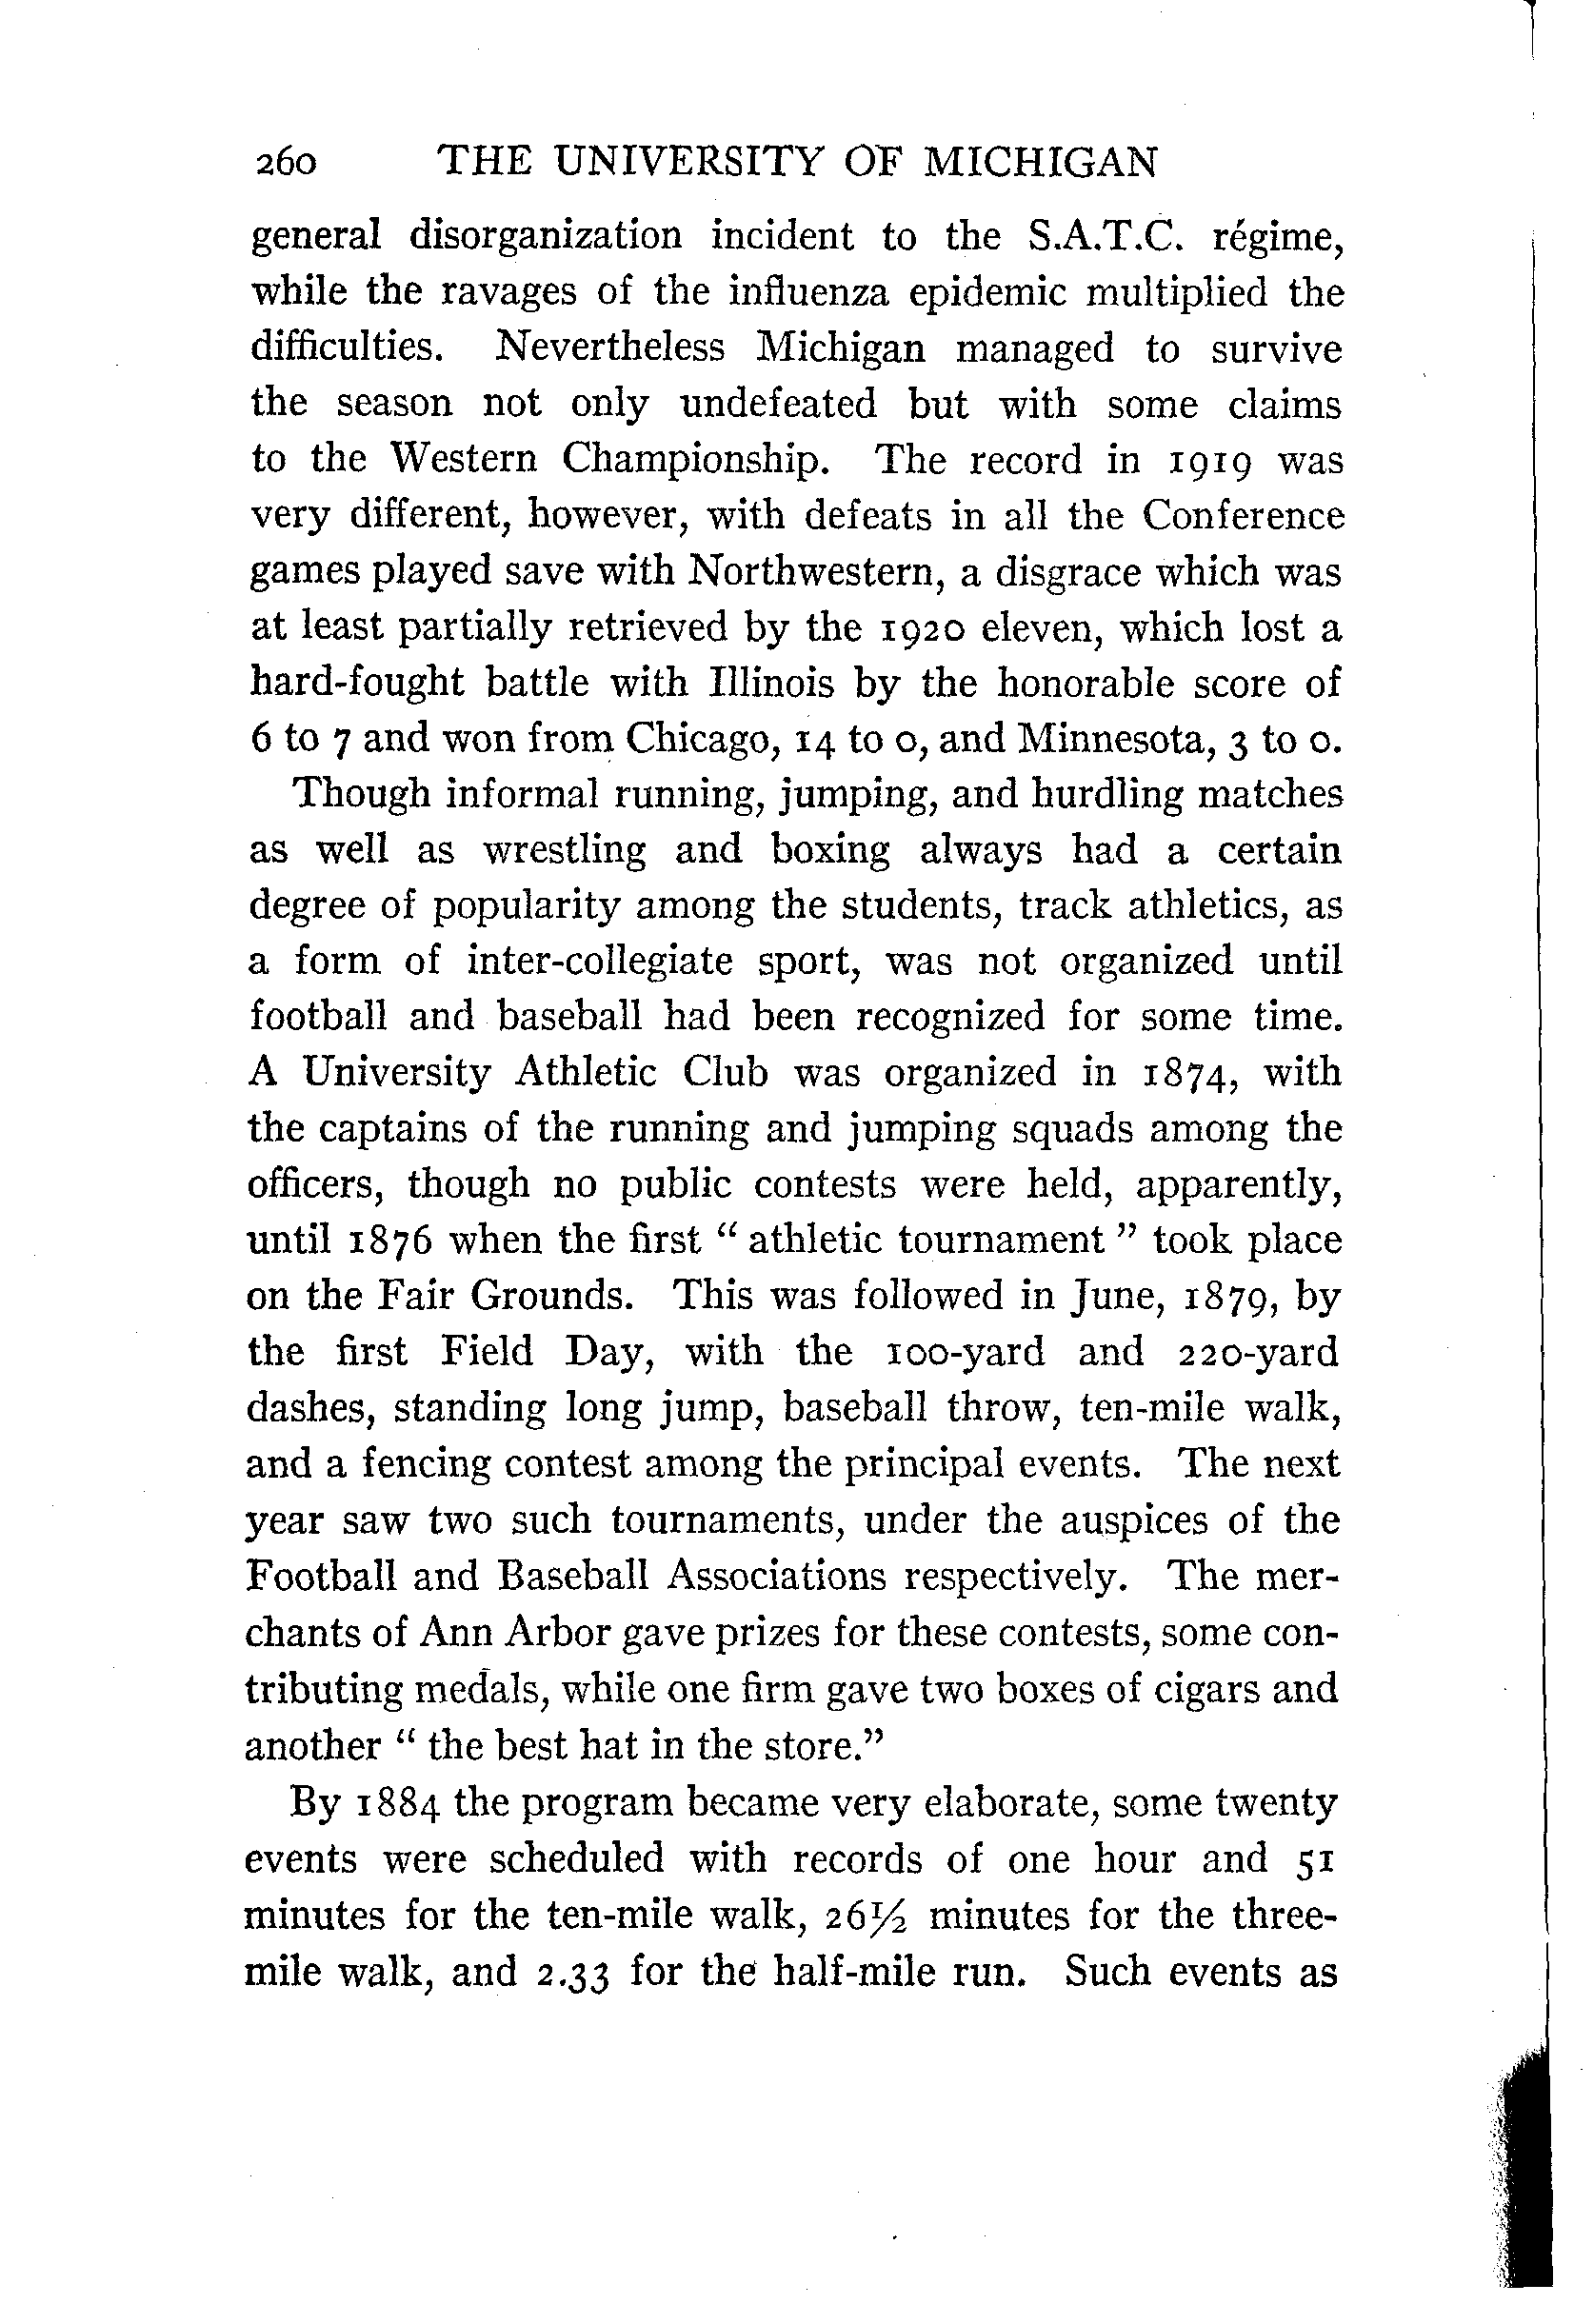 260 THE UNIVERSITY OF MICHIGAN
general disorganization incident to the S.A.T.C. régime,
while the ravages of the influenza epidemic multiplied the
difficulties. Nevertheless Michigan managed to survive
the season not only undefeated but with some claims
to the Western Championship. The record in 1919 was
very different, however, with defeats in all the Conference
games played save with Northwestern, a disgrace which was
at least partially retrieved by the 1920 eleven, which lost a
hard-fought battle with Illinois by the honorable score of
6 to 7 and won from Chicago, 14 to 0, and Minnesota, 3 to 0.
Though informal running, jumping, and hurdling matches
as well as wrestling and boxing always had a certain
degree of popularity among the students, track athletics, as
a form of inter-collegiate sport, was not organized until
football and baseball had been recognized for some time.
A University Athletic Club was organized in 1874, with
the captains of the running and jumping squads among the
officers, though no public contests were held, apparently,
until 1876 when the first " athletic tournament " took place
on the Fair Grounds. This was followed in June, 1879, by
the first Field Day, with the 100-yard and 220-yard
dashes, standing long jump, baseball throw, ten-mile walk,
and a fencing contest among the principal events. The next
year saw two such tournaments, under the auspices of the
Football and Baseball Associations respectively. The mer-
chants of Ann Arbor gave prizes for these contests, some con-
tributing medals, while one firm gave two boxes of cigars and
another " the best hat in the store."
By 1884 the program became very elaborate, some twenty
events were scheduled with records of one hour and 51
minutes for the ten-mile walk, 26½ minutes for the three-
mile walk, and 2.33 for the half-mile run. Such events as